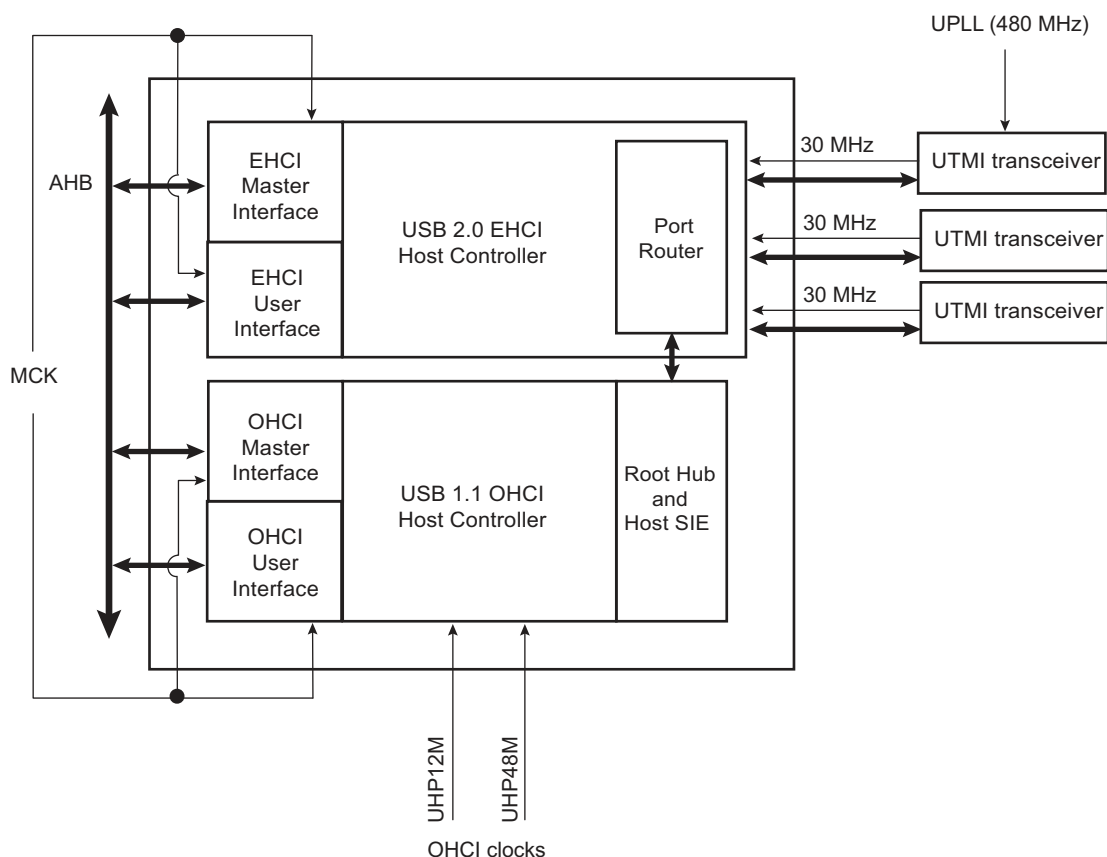 UPLL (480 MHz)
EHCI
Master
Interface
AHB
30 MHz
UTMI transceiver
USB 2.0 EHCI
Host Controller
Port
Router
30 MHz
UTMI transceiver
EHCI
User
Interface
30 MHz
UTMI transceiver
MCK
OHCI
Master
Interface
USB 1.1 OHCI
Host Controller
Root Hub
and
Host SIE
OHCI
User
Interface
UHP12M
UHP48M
OHCI clocks